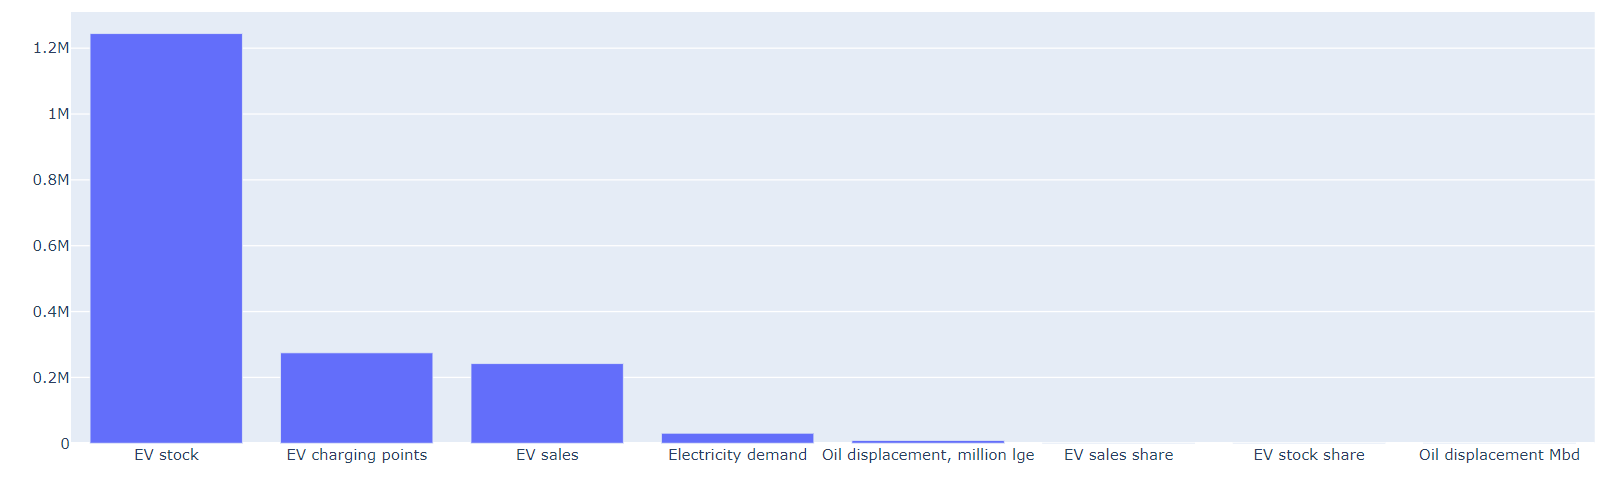 1.2M
1M
0.8M
0.6M
0.4M
0.2M
0
EV stock
EV charging points
EV sales
Electricity demand
Oil displacement, million lge
EV sales share
EV stock share
Oil displacement Mbd